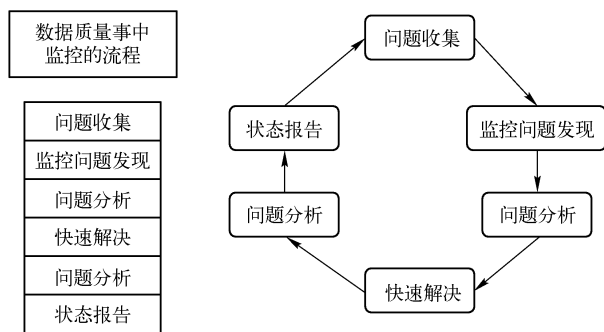 数据质量事中
监控的流程
问题收集
监控问题发现
问题分析
快速解决
问题分析
状态报告
问题收集
监控问题发现
问题分析
快速解决
问题分析
状态报告